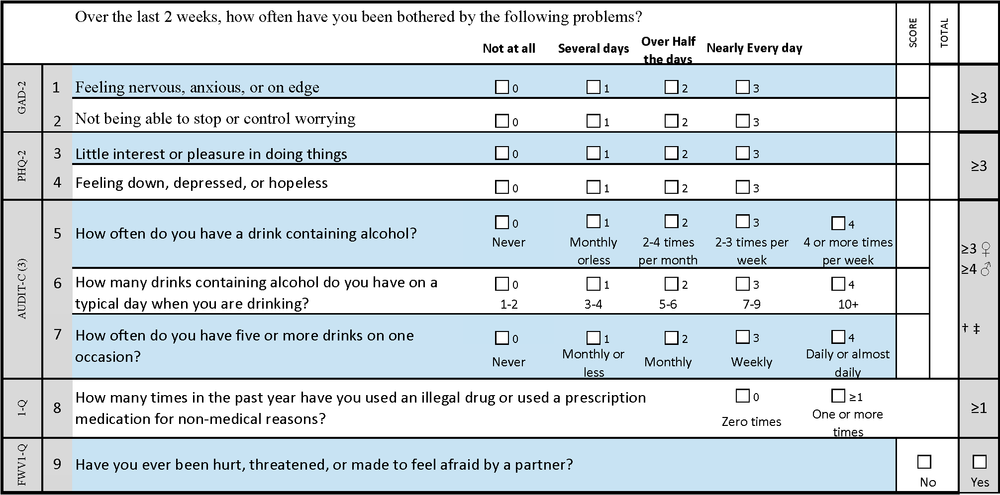 Over the last 2 weeks, how often have you been bothered by the following problems?
SCORE
TOTAL
Not at all
Several days
Over Half
the days
Nearly Every day
GAD-2
1
Feeling nervous, anxious, or on edge
0
1
2
3
≥3
2
Not being able to stop or control worrying
0
1
2
3
PHQ-2
3
Little interest or pleasure in doing things
0
1
2
3
≥3
4
Feeling down, depressed, or hopeless
0
1
2
3
AUDIT-C (3)
5
How often do you have a drink containing alcohol?
0
Never
1
Monthly
orless
2
2-4 times
per month
3
2-3 times per
week
4
4 or more times
per week
≥3 ♀
≥4 ♂
† ‡
6
How many drinks containing alcohol do you have on a
typical day when you are drinking?
0
1-2
1
3-4
2
5-6
3
7-9
4
10+
7
How often do you have five or more drinks on one
occasion?
0
Never
1
Monthly or
less
2
Monthly
3
Weekly
4
Daily or almost
daily
1-Q
8
How many times in the past year have you used an illegal drug or used a prescription
medication for non-medical reasons?
0
Zero times
≥1
One or more
times
≥1
FWV1-Q
9
Have you ever been hurt, threatened, or made to feel afraid by a partner?
No
Yes